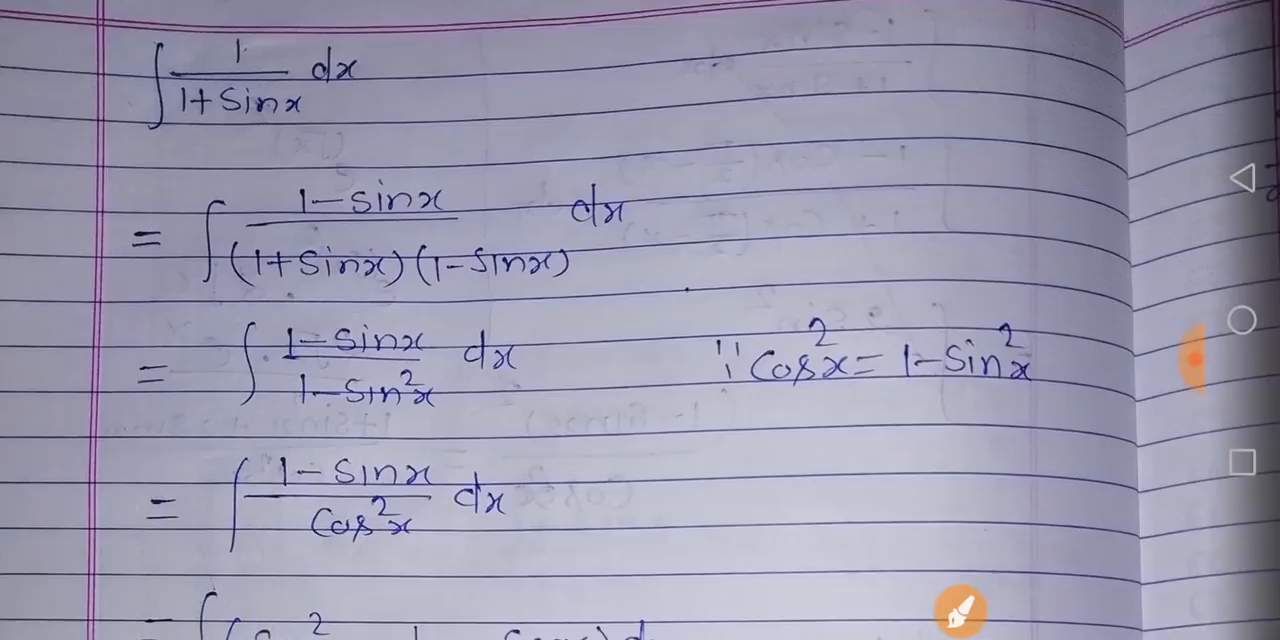 ∫ 1/(1+Sinx) dx
= ∫ (1-sinx)/((1+Sinx)(1-Sinx)) dx
= ∫ (1-sinx)/(1-Sin²x) dx ∵ Cos²x = 1-Sin²x
= ∫ (1-Sinx)/(Cos²x) dx
= ∫